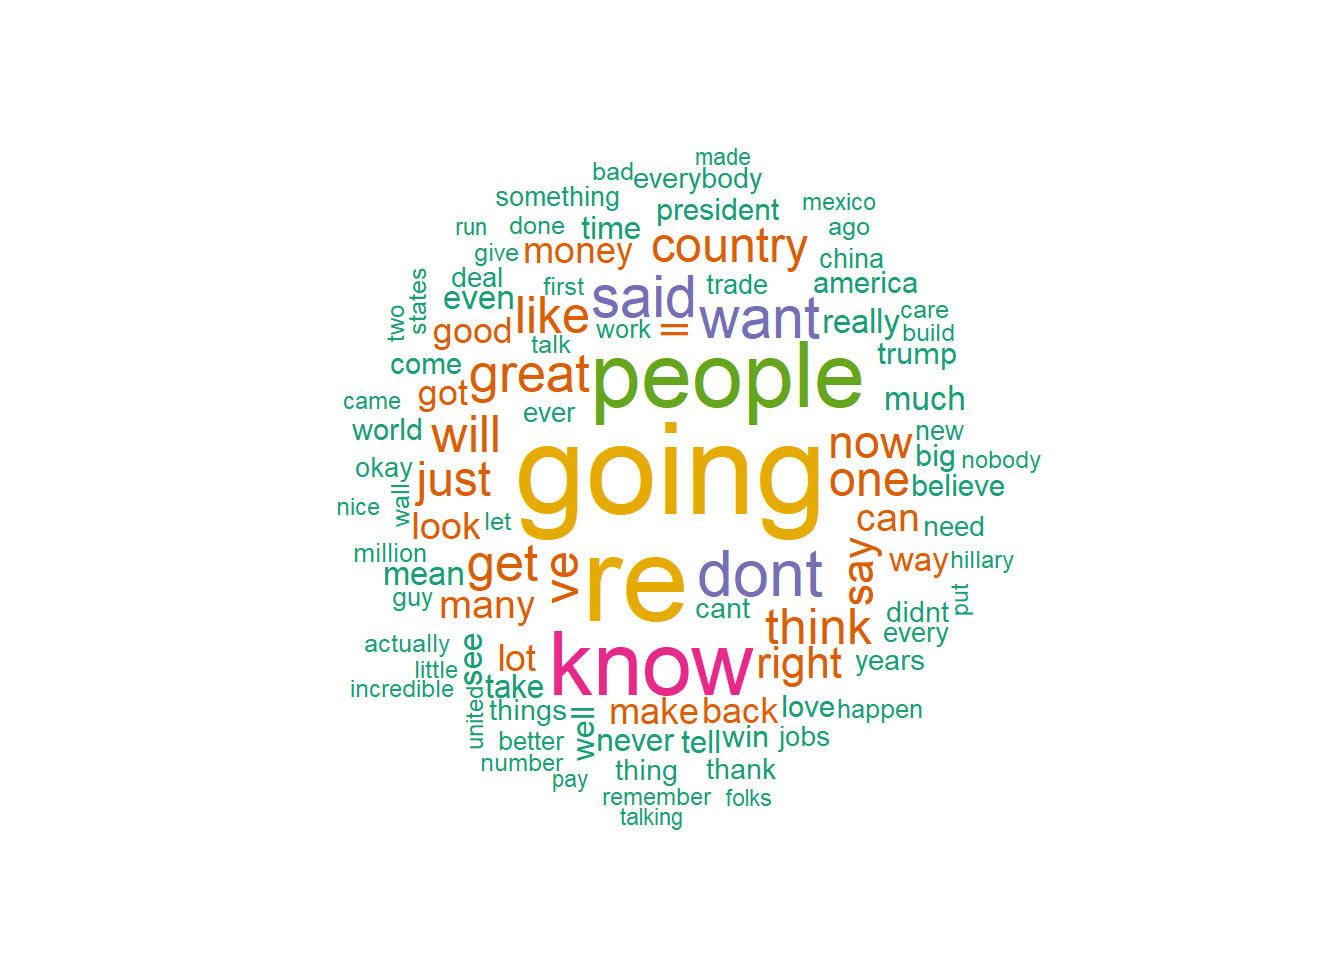 made
bad
everybody
something
president
mexico
run
done
time
ago
give
money
country
china
states
deal
first
said
trade
america
two
even
like
work
ll
want
really
care
build
good
talk
come
great
people
trump
came
got
ever
much
world
will
now
new
okay
just
going
one
big
nobody
believe
nice
wall
look
let
can
need
million
mean
get
ve
re
dont
say
way
hillary
guy
many
cant
put
didnt
every
think
actually
see
lot
know
right
years
little
incredible
take
united
things
well
make
back
love
happen
better
never
tell
win
jobs
number
pay
thing
thank
remember
folks
talking